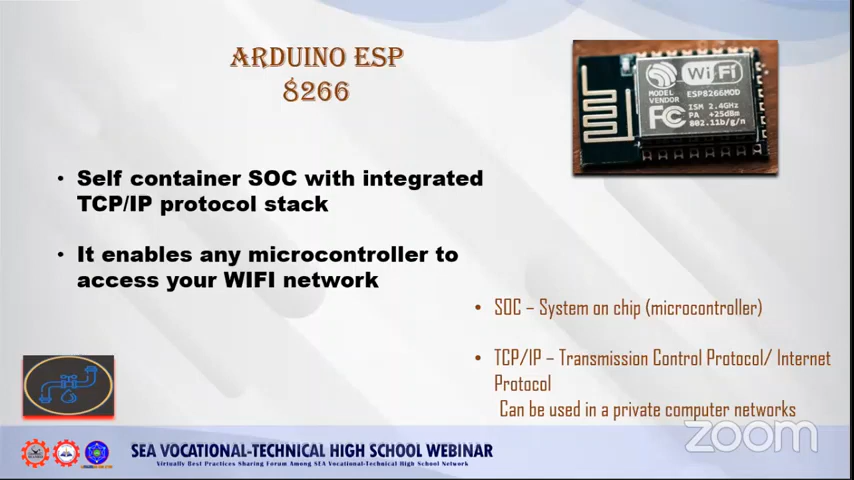 ARDUINO ESP
8266
WiFi
MODEL
VENDOR
ESP8266MOD
ISM 2.4GHz
PA +25dBm
802.11b/g/n
FC
• Self container SOC with integrated
TCP/IP protocol stack
• It enables any microcontroller to
access your WIFI network
• SOC – System on chip (microcontroller)
• TCP/IP – Transmission Control Protocol/ Internet
Protocol
Can be used in a private computer networks
zoom
SEA VOCATIONAL-TECHNICAL HIGH SCHOOL WEBINAR
Virtually Best Practices Sharing Forum Among SEA Vocational-Technical High School Network